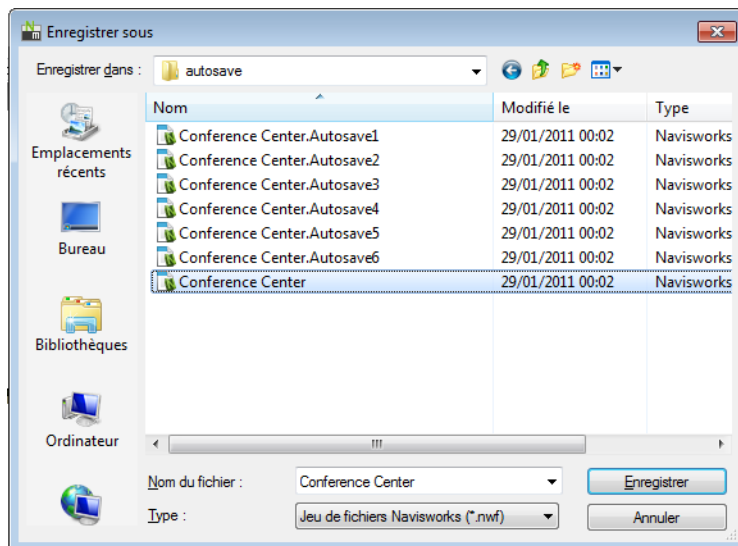 Enregistrer sous
Enregistrer dans :
autosave
Nom Modifié le Type
Conference Center.Autosave1 29/01/2011 00:02 Navisworks
Conference Center.Autosave2 29/01/2011 00:02 Navisworks
Conference Center.Autosave3 29/01/2011 00:02 Navisworks
Conference Center.Autosave4 29/01/2011 00:02 Navisworks
Conference Center.Autosave5 29/01/2011 00:02 Navisworks
Conference Center.Autosave6 29/01/2011 00:02 Navisworks
Conference Center 29/01/2011 00:02 Navisworks
Emplacements
récents
Bureau
Bibliothèques
Ordinateur
Nom du fichier : Conference Center Enregistrer
Type : Jeu de fichiers Navisworks (*.nwf) Annuler